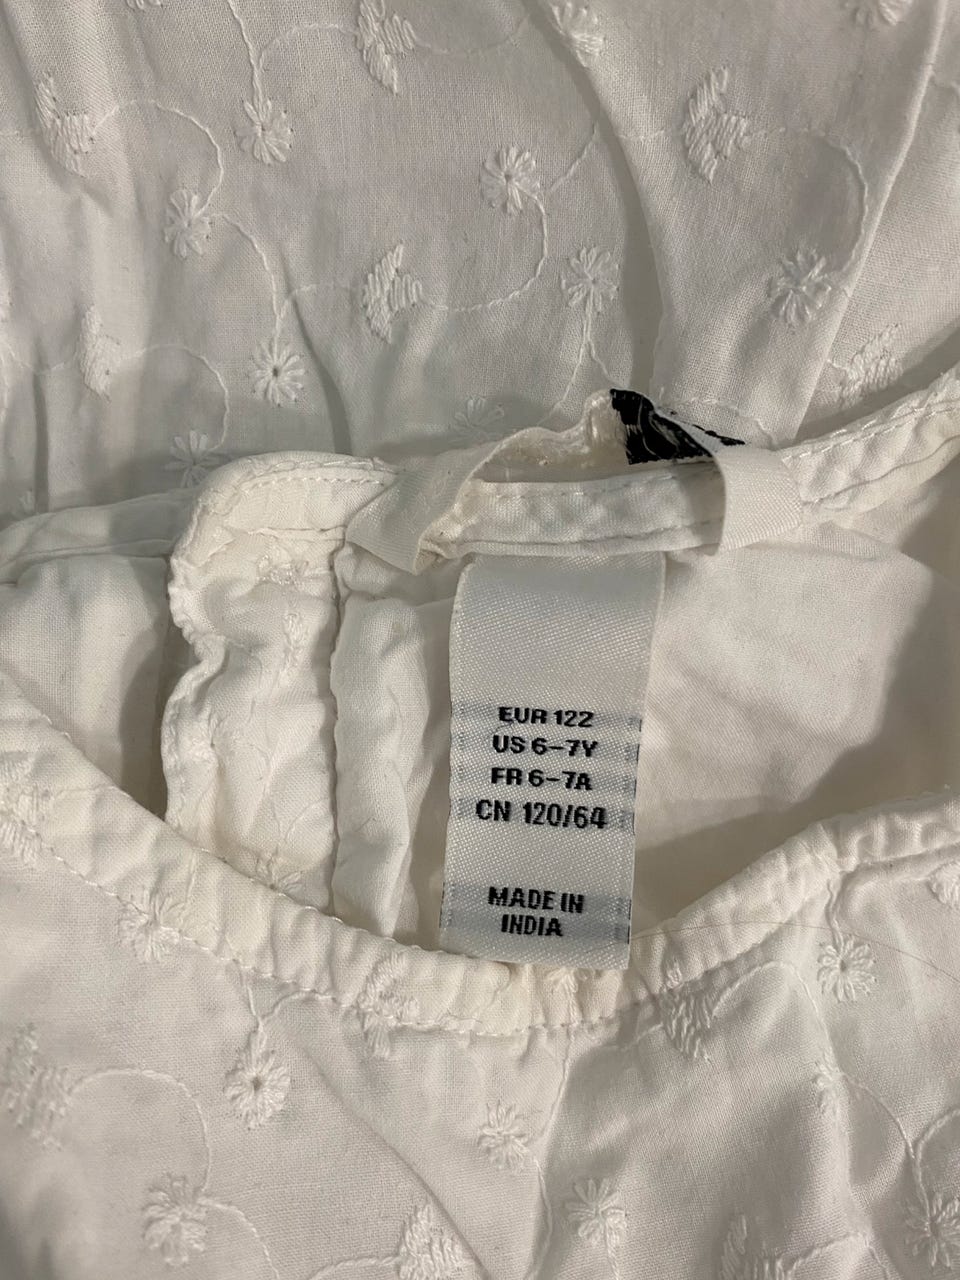 EUR 122
US 6-7Y
FR 6-7A
CN 120/64
MADE IN
INDIA